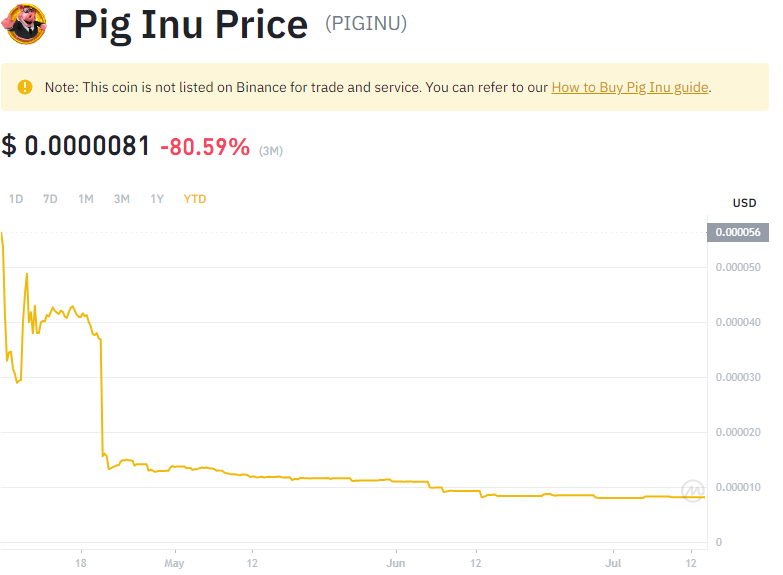 Pig Inu Price (PIGINU)
Note: This coin is not listed on Binance for trade and service. You can refer to our How to Buy Pig Inu guide.
$ 0.0000081 -80.59% (3M)
1D 7D 1M 3M 1Y YTD
USD
0.000056
0.000050
0.000040
0.000030
0.000020
0.000010
0
18 May 12 Jun 12 Jul 12